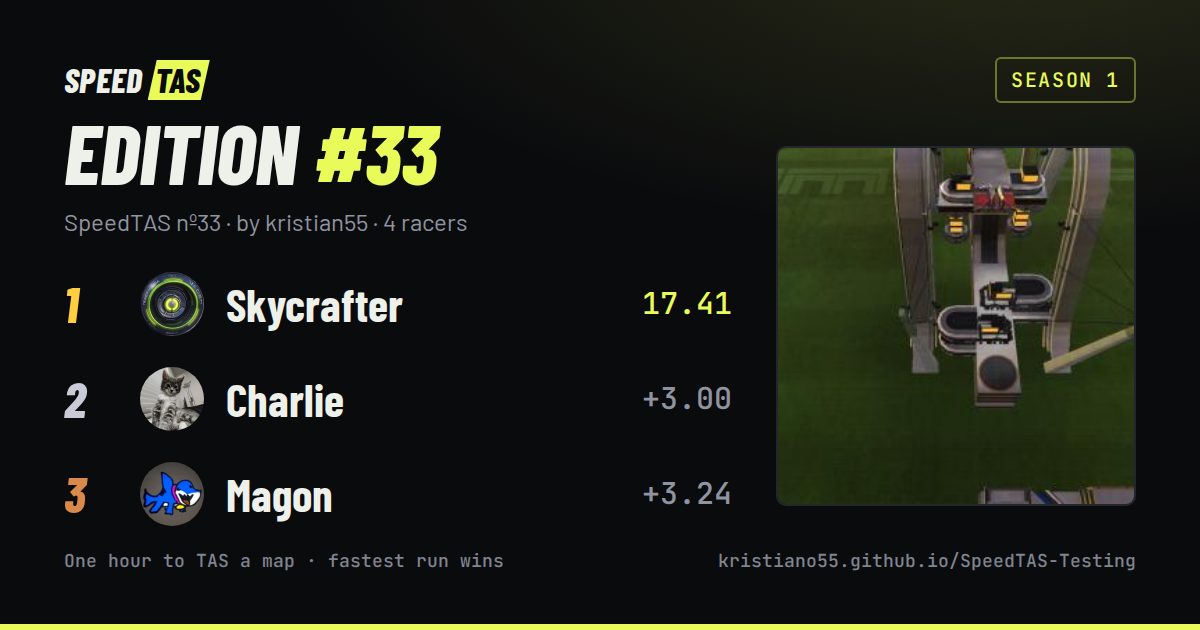 SPEED TAS
SEASON 1
EDITION #33
SpeedTAS nº33 · by kristian55 · 4 racers
1 Skycrafter 17.41
2 Charlie +3.00
3 Magon +3.24
One hour to TAS a map · fastest run wins
kristiano55.github.io/SpeedTAS-Testing